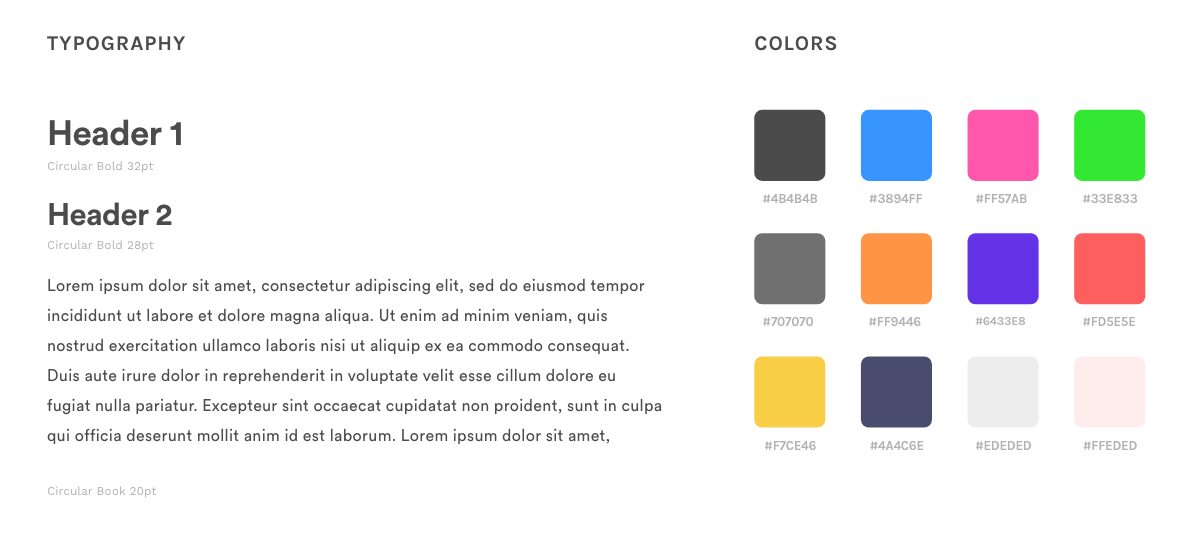 TYPOGRAPHY
Header 1
Circular Bold 32pt
Header 2
Circular Bold 28pt
Lorem ipsum dolor sit amet, consectetur adipiscing elit, sed do eiusmod tempor
incididunt ut labore et dolore magna aliqua. Ut enim ad minim veniam, quis
nostrud exercitation ullamco laboris nisi ut aliquip ex ea commodo consequat.
Duis aute irure dolor in reprehenderit in voluptate velit esse cillum dolore eu
fugiat nulla pariatur. Excepteur sint occaecat cupidatat non proident, sunt in culpa
qui officia deserunt mollit anim id est laborum. Lorem ipsum dolor sit amet,
Circular Book 20pt
COLORS
#4B4B4B #3894FF #FF57AB #33E833
#707070 #FF9446 #6433E8 #FD5E5E
#F7CE46 #4A4C6E #EDEDED #FFEDED